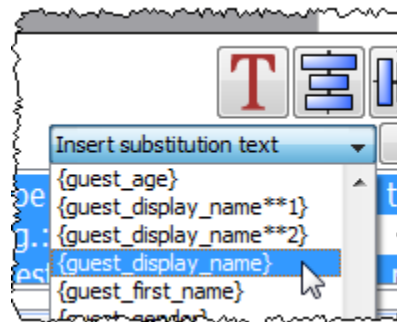 T
Insert substitution text
{guest_age}
{guest_display_name**1}
{guest_display_name**2}
{guest_display_name}
{guest_first_name}